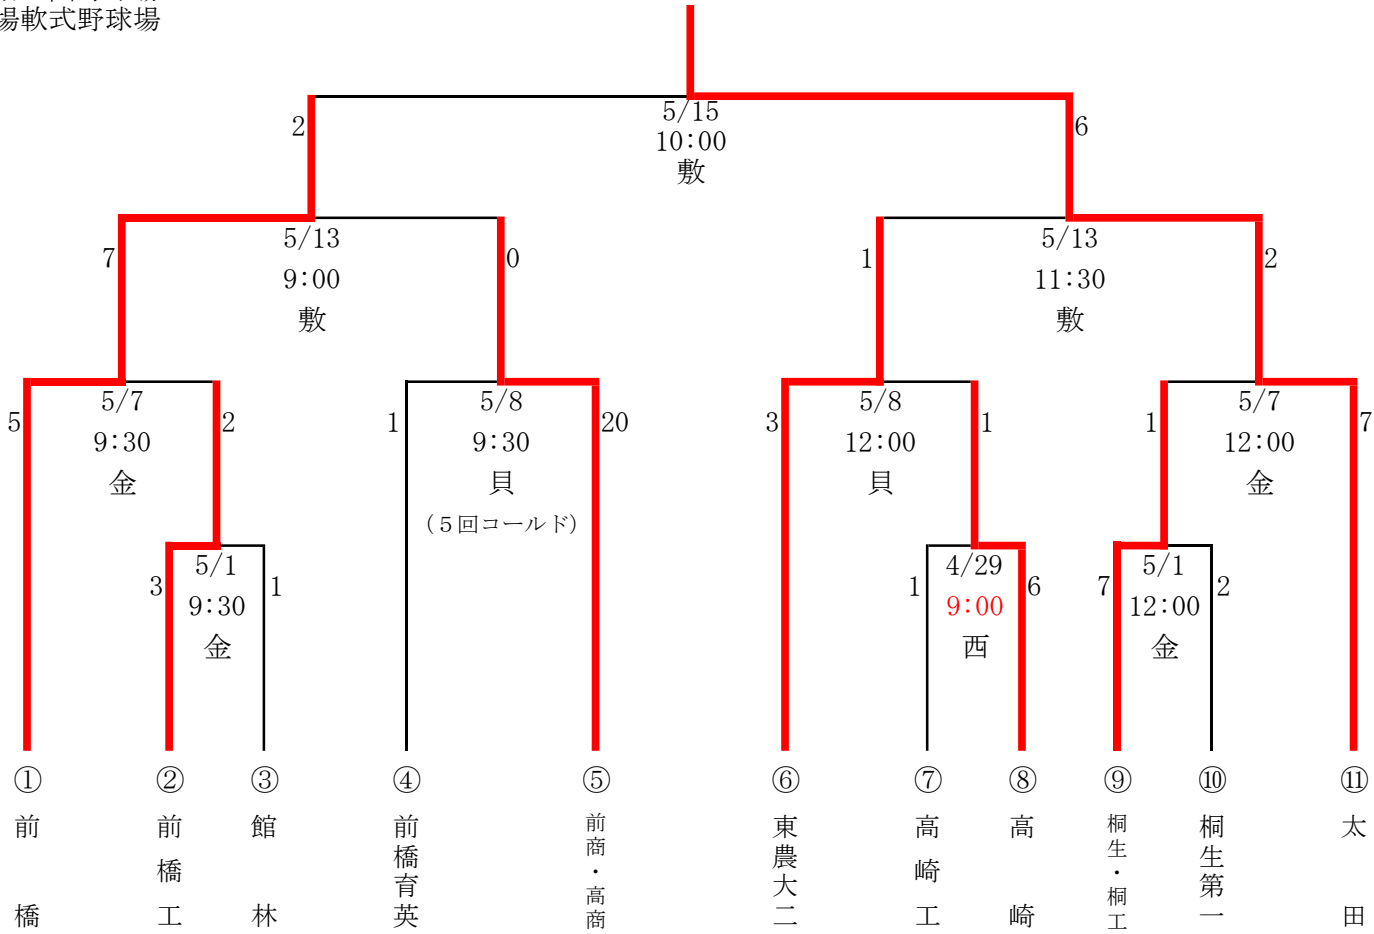 場軟式野球場
5/15
10:00
敷
2
6
5/13
9:00
敷
7
0
5/13
11:30
敷
1
2
5/7
9:30
金
5
2
5/8
9:30
貝
（５回コールド）
1
20
5/8
12:00
貝
3
1
5/7
12:00
金
1
7
5/1
9:30
金
3
1
4/29
9:00
西
1
6
5/1
12:00
金
7
2
① 前橋
② 前橋工
③ 館林
④ 前橋育英
⑤ 前商・高商
⑥ 東農大二
⑦ 高崎工
⑧ 高崎
⑨ 桐生・桐工
⑩ 桐生第一
⑪ 太田